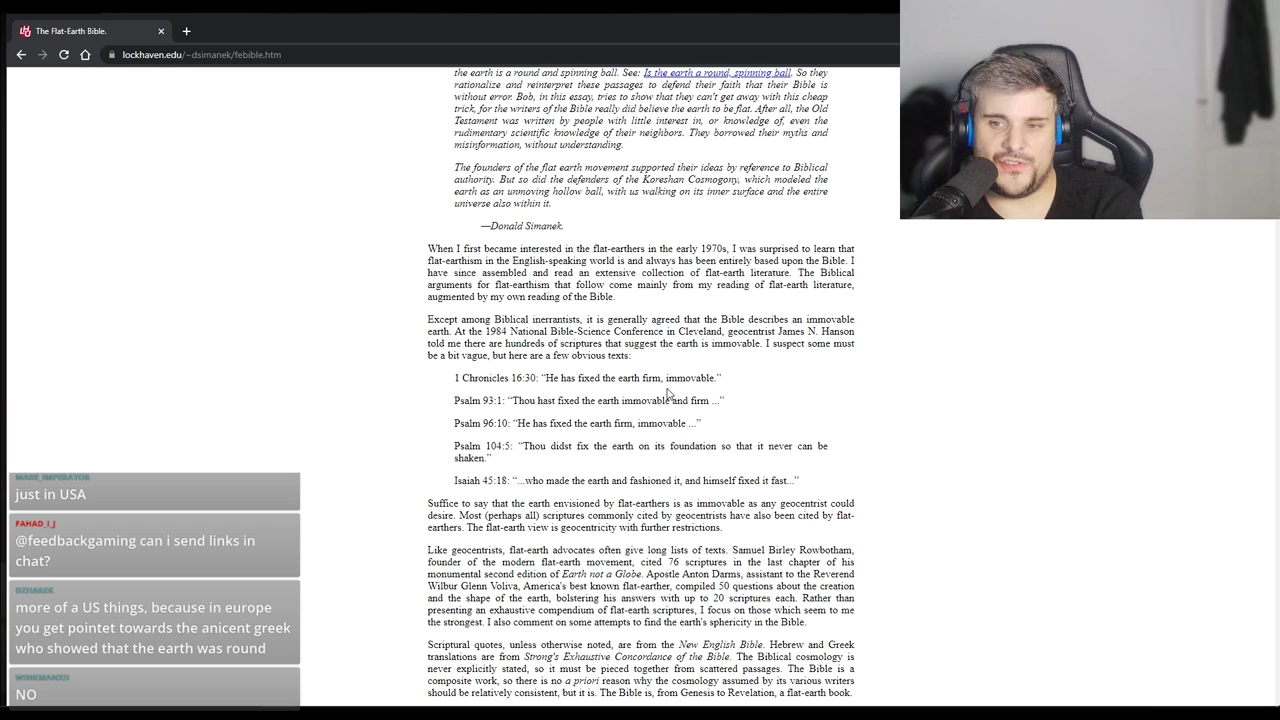 The Flat-Earth Bible.
lockhaven.edu/~dsimanek/febible.htm
the earth is a round and spinning ball. See: Is the earth a round, spinning ball. So they
rationalize and reinterpret these passages to defend their faith that their Bible is
without error. Bob, in this essay, tries to show that they can't get away with this cheap
trick, for the writers of the Bible really did believe the earth to be flat. After all, the Old
Testament was written by people with little interest in, or knowledge of, even the
rudimentary scientific knowledge of their neighbors. They borrowed their myths and
misinformation, without understanding.
The founders of the flat earth movement supported their ideas by reference to Biblical
authority. But so did the defenders of the Koreshan Cosmogony, which modeled the
earth as an unmoving hollow ball, with us walking on its inner surface and the entire
universe also within it.
—Donald Simanek.
When I first became interested in the flat-earthers in the early 1970s, I was surprised to learn that
flat-earthism in the English-speaking world is and always has been entirely based upon the Bible. I
have since assembled and read an extensive collection of flat-earth literature. The Biblical
arguments for flat-earthism that follow come mainly from my reading of flat-earth literature,
augmented by my own reading of the Bible.
Except among Biblical inerrantists, it is generally agreed that the Bible describes an immovable
earth. At the 1984 National Bible-Science Conference in Cleveland, geocentrist James N. Hanson
told me there are hundreds of scriptures that suggest the earth is immovable. I suspect some must
be a bit vague, but here are a few obvious texts:
1 Chronicles 16:30: “He has fixed the earth firm, immovable.”
Psalm 93:1: “Thou hast fixed the earth immovable and firm ...”
Psalm 96:10: “He has fixed the earth firm, immovable ...”
Psalm 104:5: “Thou didst fix the earth on its foundation so that it never can be
shaken.”
Isaiah 45:18: “...who made the earth and fashioned it, and himself fixed it fast...”
Suffice to say that the earth envisioned by flat-earthers is as immovable as any geocentrist could
desire. Most (perhaps all) scriptures commonly cited by geocentrists have also been cited by flat-
earthers. The flat-earth view is geocentricity with further restrictions.
Like geocentrists, flat-earth advocates often give long lists of texts. Samuel Birley Rowbotham,
founder of the modern flat-earth movement, cited 76 scriptures in the last chapter of his
monumental second edition of Earth not a Globe. Apostle Anton Darms, assistant to the Reverend
Wilbur Glenn Voliva, America's best known flat-earther, compiled 50 questions about the creation
and the shape of the earth, bolstering his answers with up to 20 scriptures each. Rather than
presenting an exhaustive compendium of flat-earth scriptures, I focus on those which seem to me
the strongest. I also comment on some attempts to find the earth's sphericity in the Bible.
Scriptural quotes, unless otherwise noted, are from the New English Bible. Hebrew and Greek
translations are from Strong's Exhaustive Concordance of the Bible. The Biblical cosmology is
never explicitly stated, so it must be pieced together from scattered passages. The Bible is a
composite work, so there is no a priori reason why the cosmology assumed by its various writers
should be relatively consistent, but it is. The Bible is, from Genesis to Revelation, a flat-earth book.
MARE_IMPERATOR
just in USA
FAHAD_I_J
@feedbackgaming can i send links in
chat?
more of a US things, because in europe
you get pointet towards the anicent greek
who showed that the earth was round
NO